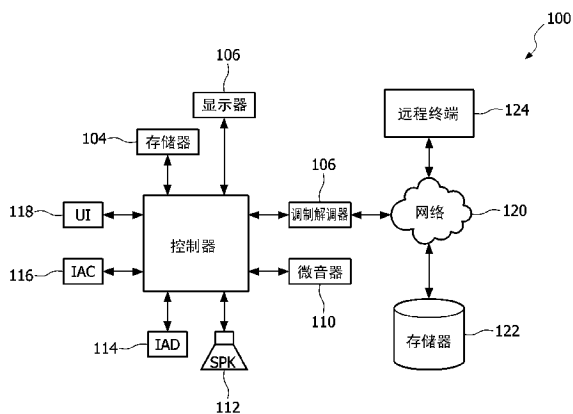 100
106
显示器
远程终端
124
104
存储器
106
118
UI
调制解调器
网络
120
控制器
116
IAC
微音器
110
114
IAD
SPK
112
存储器
122